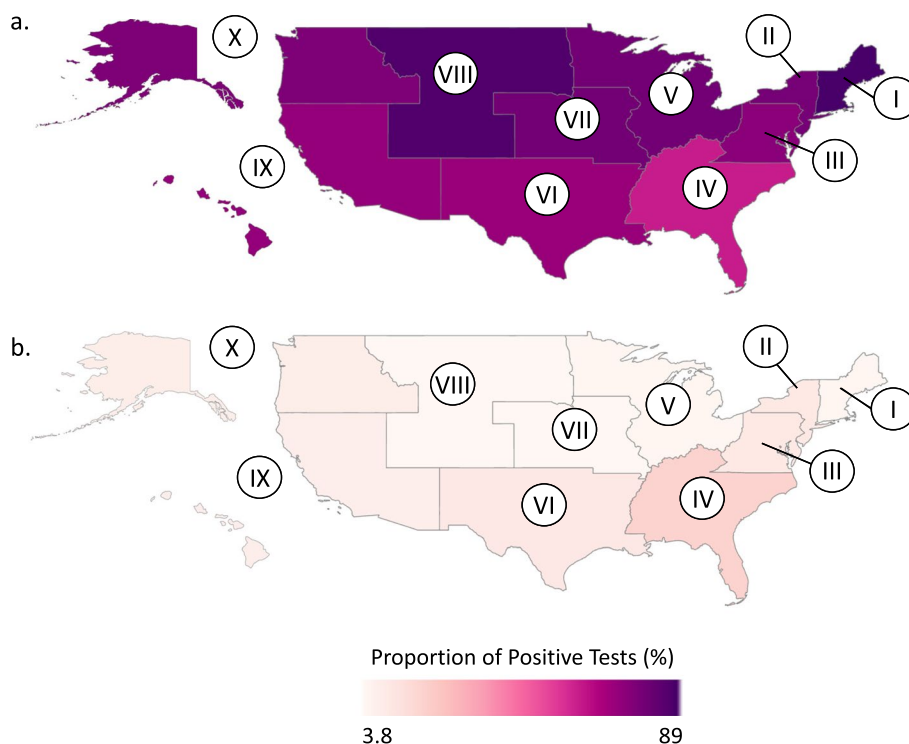 a.
X
II
VIII
V
I
VII
III
IX
VI
IV
b.
X
II
VIII
V
I
VII
III
IX
VI
IV
Proportion of Positive Tests (%)
3.8 89